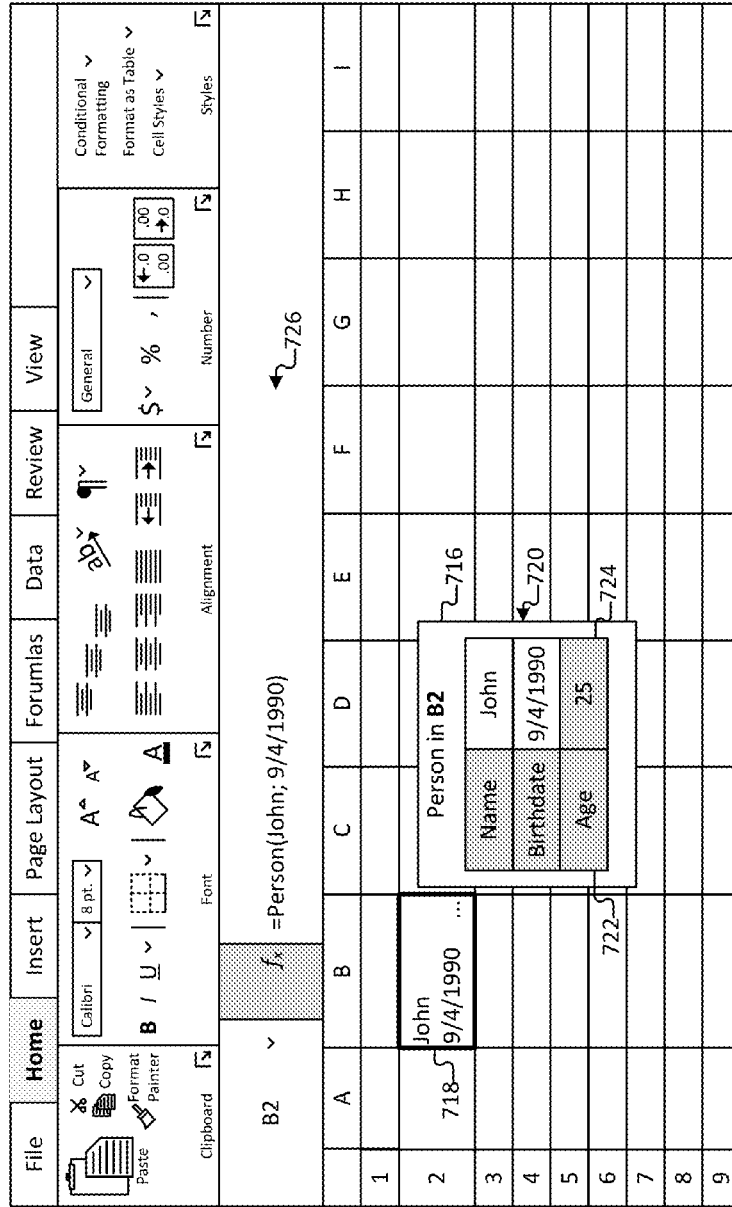 File Home Insert Page Layout Forumlas Data Review View
Paste
Cut
Copy
Format
Painter
Clipboard
Calibri 8 pt. A A
B I U A
Font
ab
Alignment
General
$ % , .0 .00 .00 .0
Number
Conditional
Formatting
Format as Table
Cell Styles
Styles
B2 fx =Person(John; 9/4/1990)
726
A B C D E F G H I
1
2
3
4
5
6
7
8
9
John
9/4/1990 ...
718
Person in B2
Name John
Birthdate 9/4/1990
Age 25
716
720
722
724